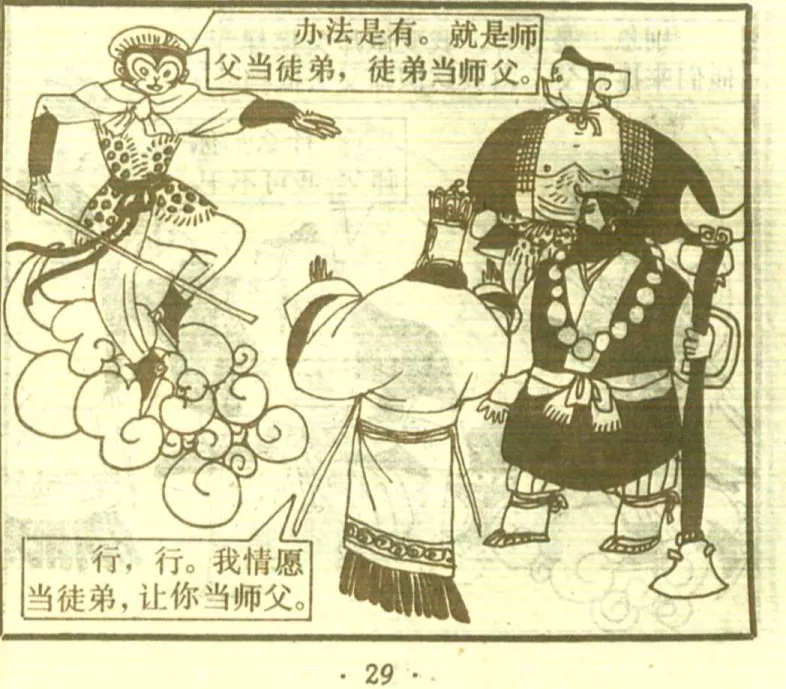 办法是有。就是师
父当徒弟，徒弟当师父。
行，行。我情愿
当徒弟，让你当师父。
· 29 ·